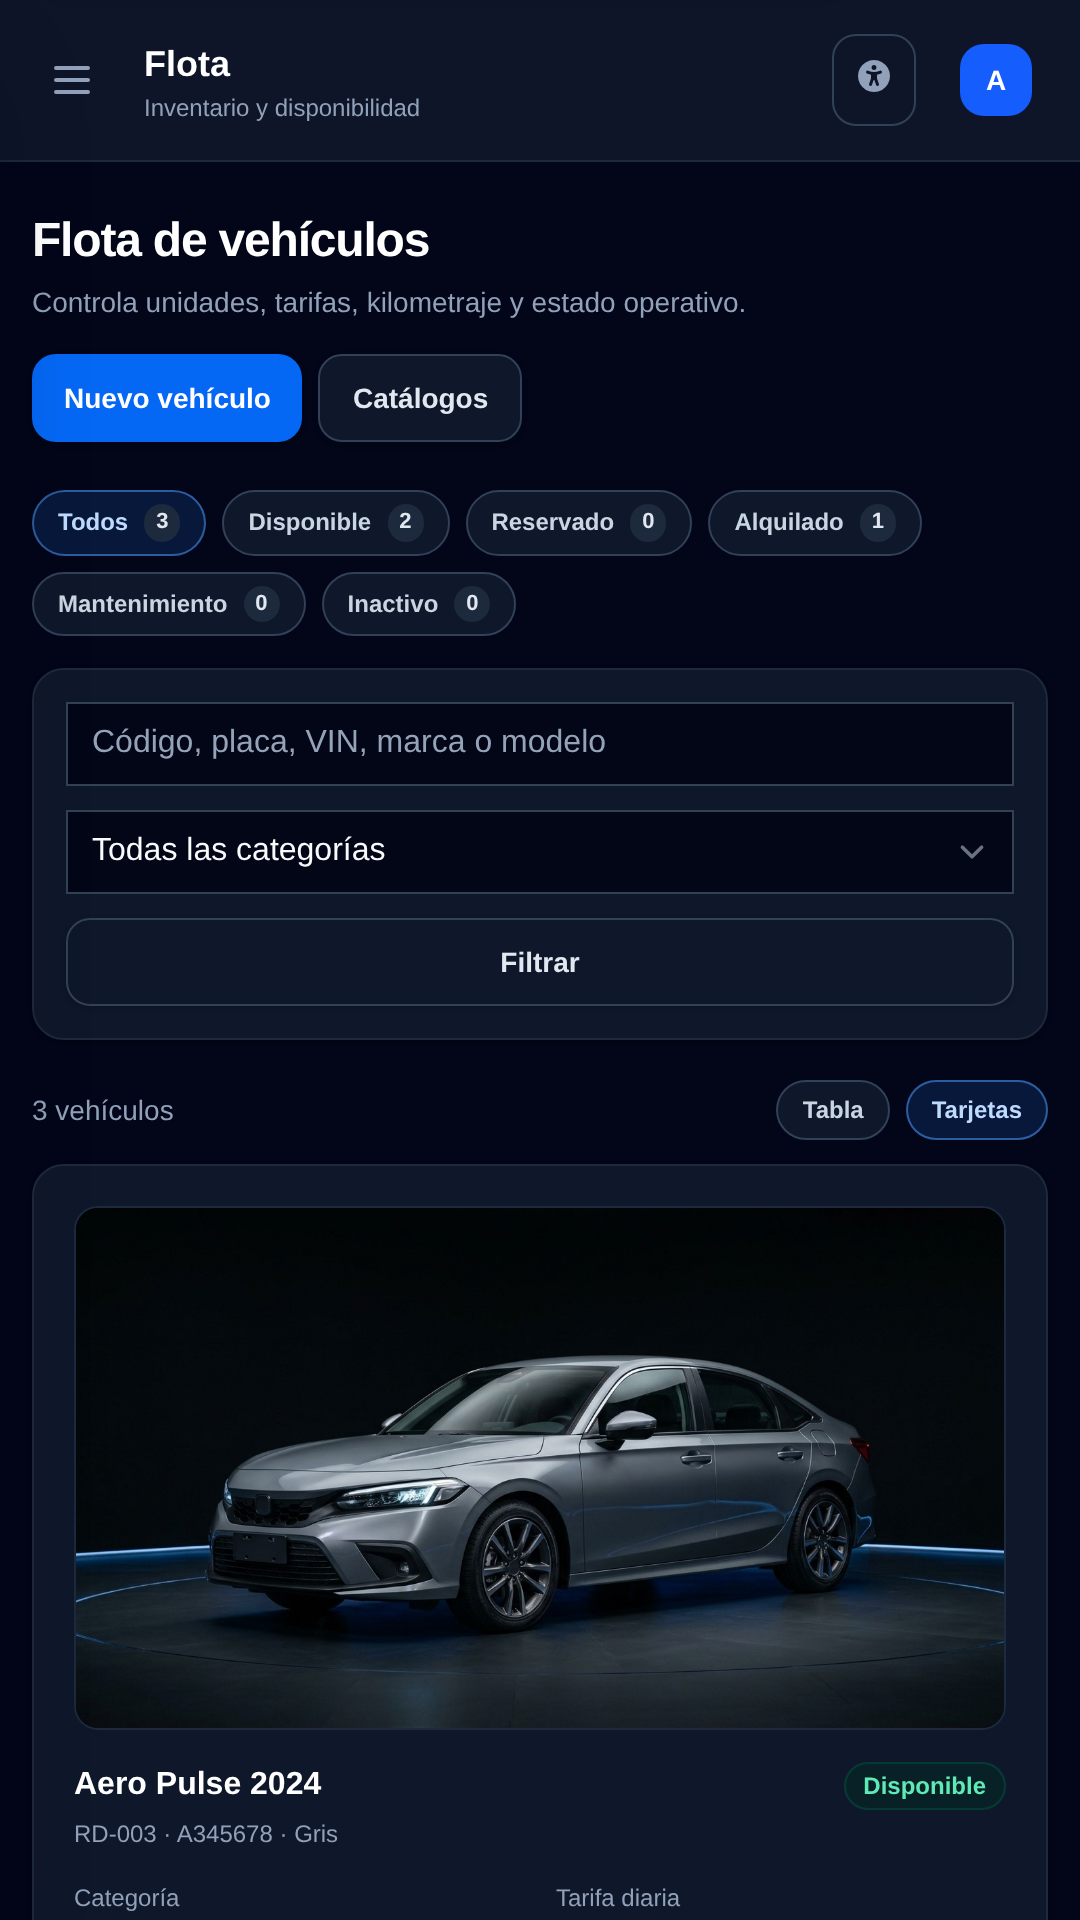 Flota
Inventario y disponibilidad
A
Flota de vehículos
Controla unidades, tarifas, kilometraje y estado operativo.
Nuevo vehículo Catálogos
Todos 3 Disponible 2 Reservado 0 Alquilado 1
Mantenimiento 0 Inactivo 0
Código, placa, VIN, marca o modelo
Todas las categorías
Filtrar
3 vehículos Tabla Tarjetas
Aero Pulse 2024 Disponible
RD-003 · A345678 · Gris
Categoría Tarifa diaria